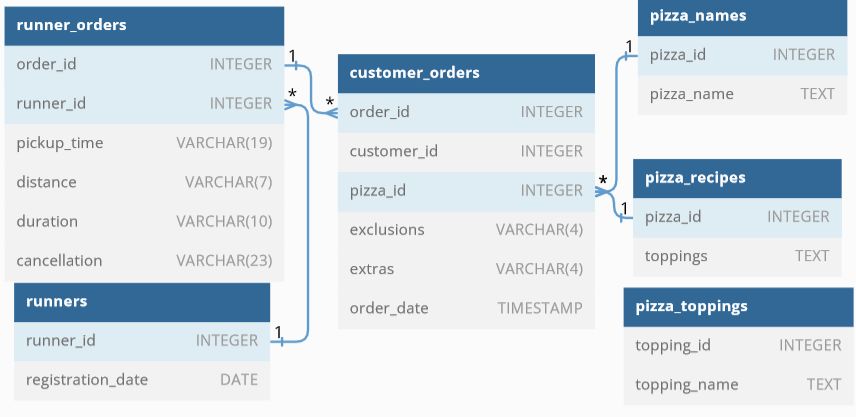 runner_orders
order_id INTEGER 1
runner_id INTEGER *
pickup_time VARCHAR(19)
distance VARCHAR(7)
duration VARCHAR(10)
cancellation VARCHAR(23)
runners
runner_id INTEGER 1
registration_date DATE
customer_orders
* order_id INTEGER
customer_id INTEGER
pizza_id INTEGER *
exclusions VARCHAR(4)
extras VARCHAR(4)
order_date TIMESTAMP
pizza_names
1 pizza_id INTEGER
pizza_name TEXT
pizza_recipes
1 pizza_id INTEGER
toppings TEXT
pizza_toppings
topping_id INTEGER
topping_name TEXT